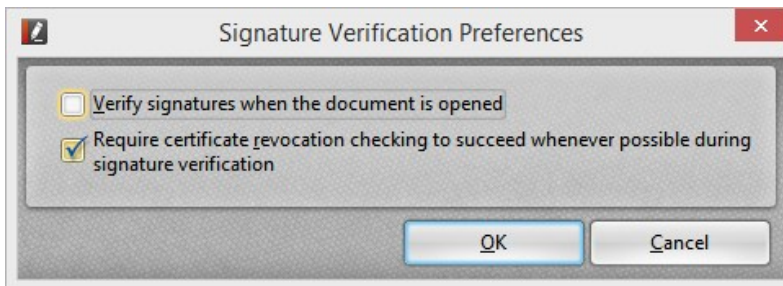 Signature Verification Preferences
Verify signatures when the document is opened
Require certificate revocation checking to succeed whenever possible during
signature verification
OK
Cancel